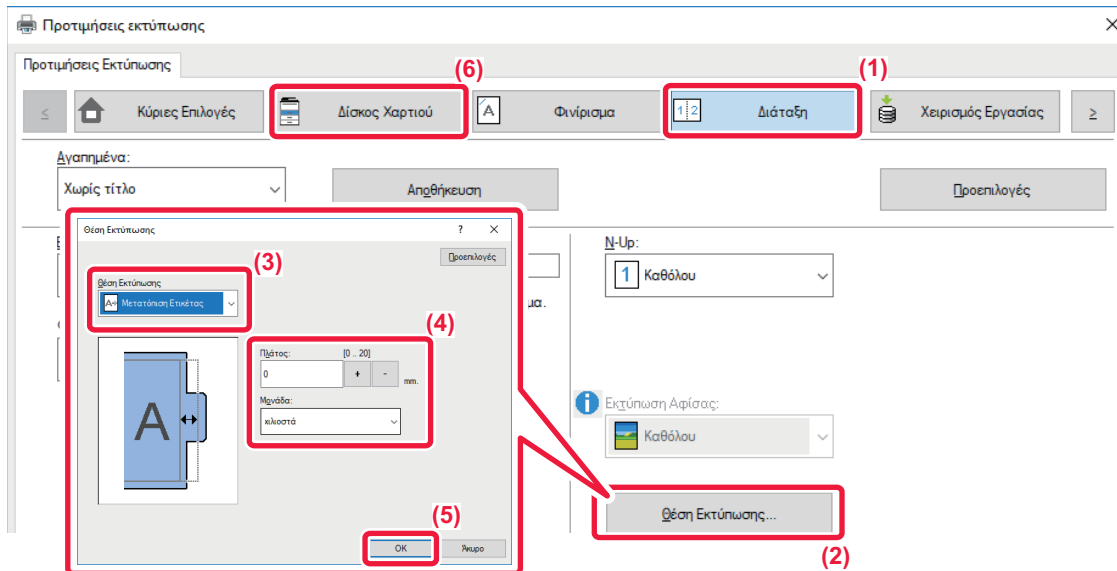 Προτιμήσεις εκτύπωσης
Προτιμήσεις Εκτύπωσης
(6)
(1)
Κύριες Επιλογές
Δίσκος Χαρτιού
Φινίρισμα
Διάταξη
Χειρισμός Εργασίας
Αγαπημένα:
Χωρίς τίτλο
Αποθήκευση
Προεπιλογές
Θέση Εκτύπωσης
Προεπιλογές
(3)
Θέση Εκτύπωσης
Μετατόπιση Ετικέτας
N-Up:
1 Καθόλου
μα.
(4)
Πλάτος: [0 .. 20]
0 + - mm.
Μονάδα:
χιλιοστά
A
Εκτύπωση Αφίσας:
Καθόλου
(5)
OK
Άκυρο
Θέση Εκτύπωσης...
(2)